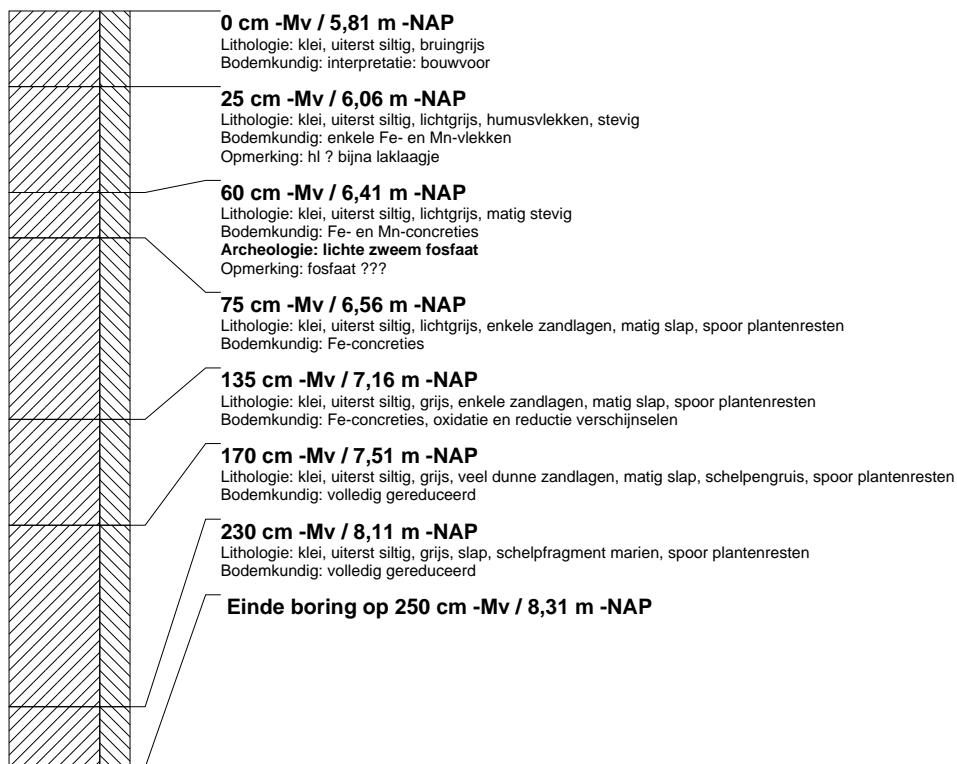 0 cm -Mv / 5,81 m -NAP
Lithologie: klei, uiterst siltig, bruingrijs
Bodemkundig: interpretatie: bouwvoor
25 cm -Mv / 6,06 m -NAP
Lithologie: klei, uiterst siltig, lichtgrijs, humusvlekken, stevig
Bodemkundig: enkele Fe- en Mn-vlekken
Opmerking: hl ? bijna laklaagje
60 cm -Mv / 6,41 m -NAP
Lithologie: klei, uiterst siltig, lichtgrijs, matig stevig
Bodemkundig: Fe- en Mn-concreties
Archeologie: lichte zweem fosfaat
Opmerking: fosfaat ???
75 cm -Mv / 6,56 m -NAP
Lithologie: klei, uiterst siltig, lichtgrijs, enkele zandlagen, matig slap, spoor plantenresten
Bodemkundig: Fe-concreties
135 cm -Mv / 7,16 m -NAP
Lithologie: klei, uiterst siltig, grijs, enkele zandlagen, matig slap, spoor plantenresten
Bodemkundig: Fe-concreties, oxidatie en reductie verschijnselen
170 cm -Mv / 7,51 m -NAP
Lithologie: klei, uiterst siltig, grijs, veel dunne zandlagen, matig slap, schelpengruis, spoor plantenresten
Bodemkundig: volledig gereduceerd
230 cm -Mv / 8,11 m -NAP
Lithologie: klei, uiterst siltig, grijs, slap, schelpfragment marien, spoor plantenresten
Bodemkundig: volledig gereduceerd
Einde boring op 250 cm -Mv / 8,31 m -NAP